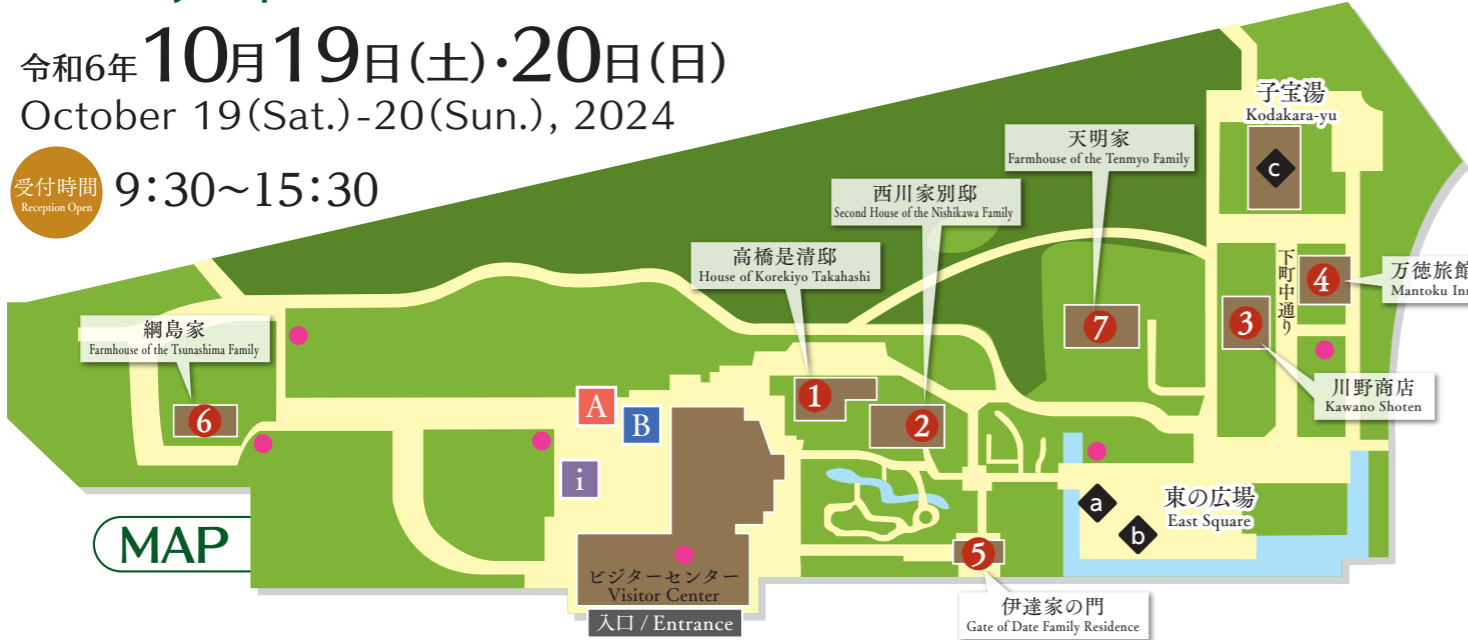 令和6年10月19日(土)・20日(日)
October 19(Sat.)-20(Sun.), 2024
受付時間
Reception Open
9:30~15:30
子宝湯
Kodakara-yu
c
天明家
Farmhouse of the Tenmyo Family
西川家別邸
Second House of the Nishikawa Family
高橋是清邸
House of Korekiyo Takahashi
下町中通り
4
万徳旅館
Mantoku Inn
7
3
綱島家
Farmhouse of the Tsunashima Family
川野商店
Kawano Shoten
1
A
B
2
6
i
a
b
東の広場
East Square
MAP
5
ビジターセンター
Visitor Center
入口 / Entrance
伊達家の門
Gate of Date Family Residence